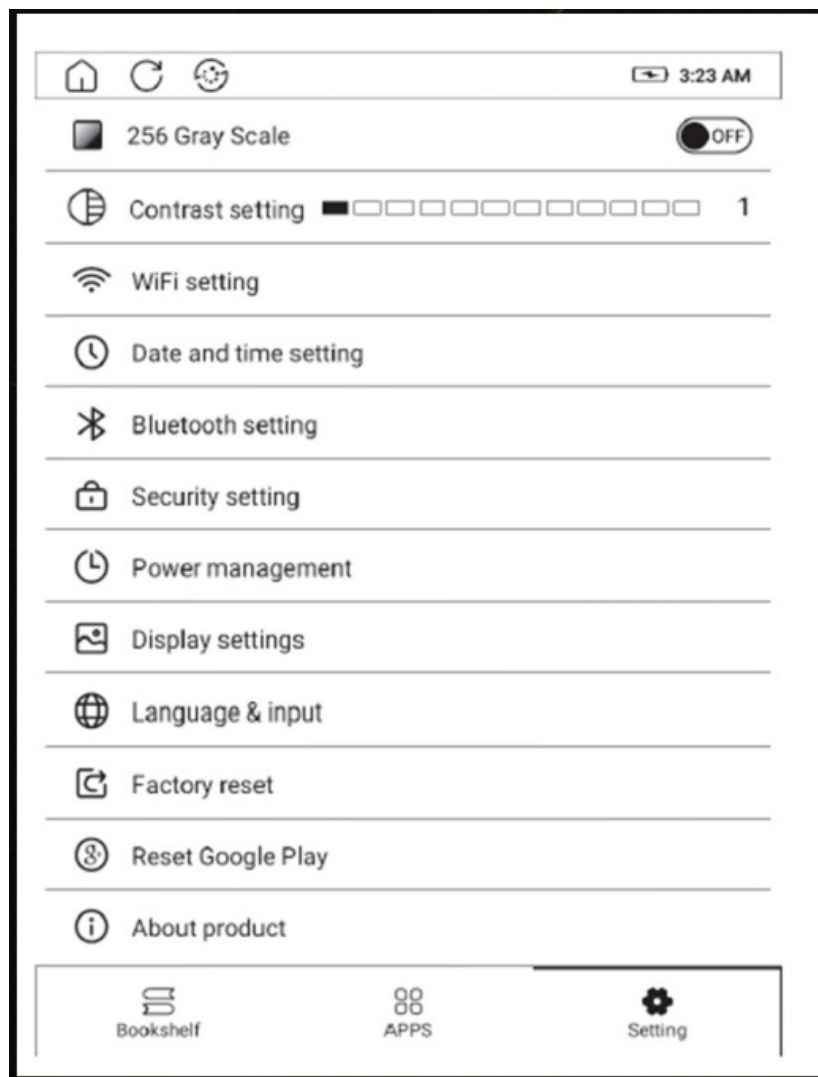 3:23 AM
256 Gray Scale OFF
Contrast setting 1
WiFi setting
Date and time setting
Bluetooth setting
Security setting
Power management
Display settings
Language & input
Factory reset
Reset Google Play
About product
Bookshelf APPS Setting